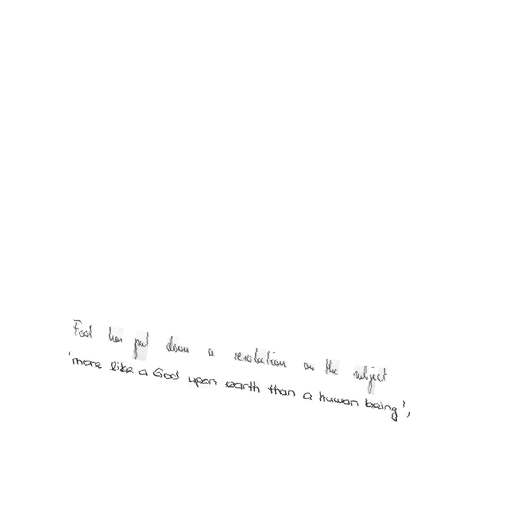 Foot has put down a resolution on the subject
'more like a God upon earth than a human being',